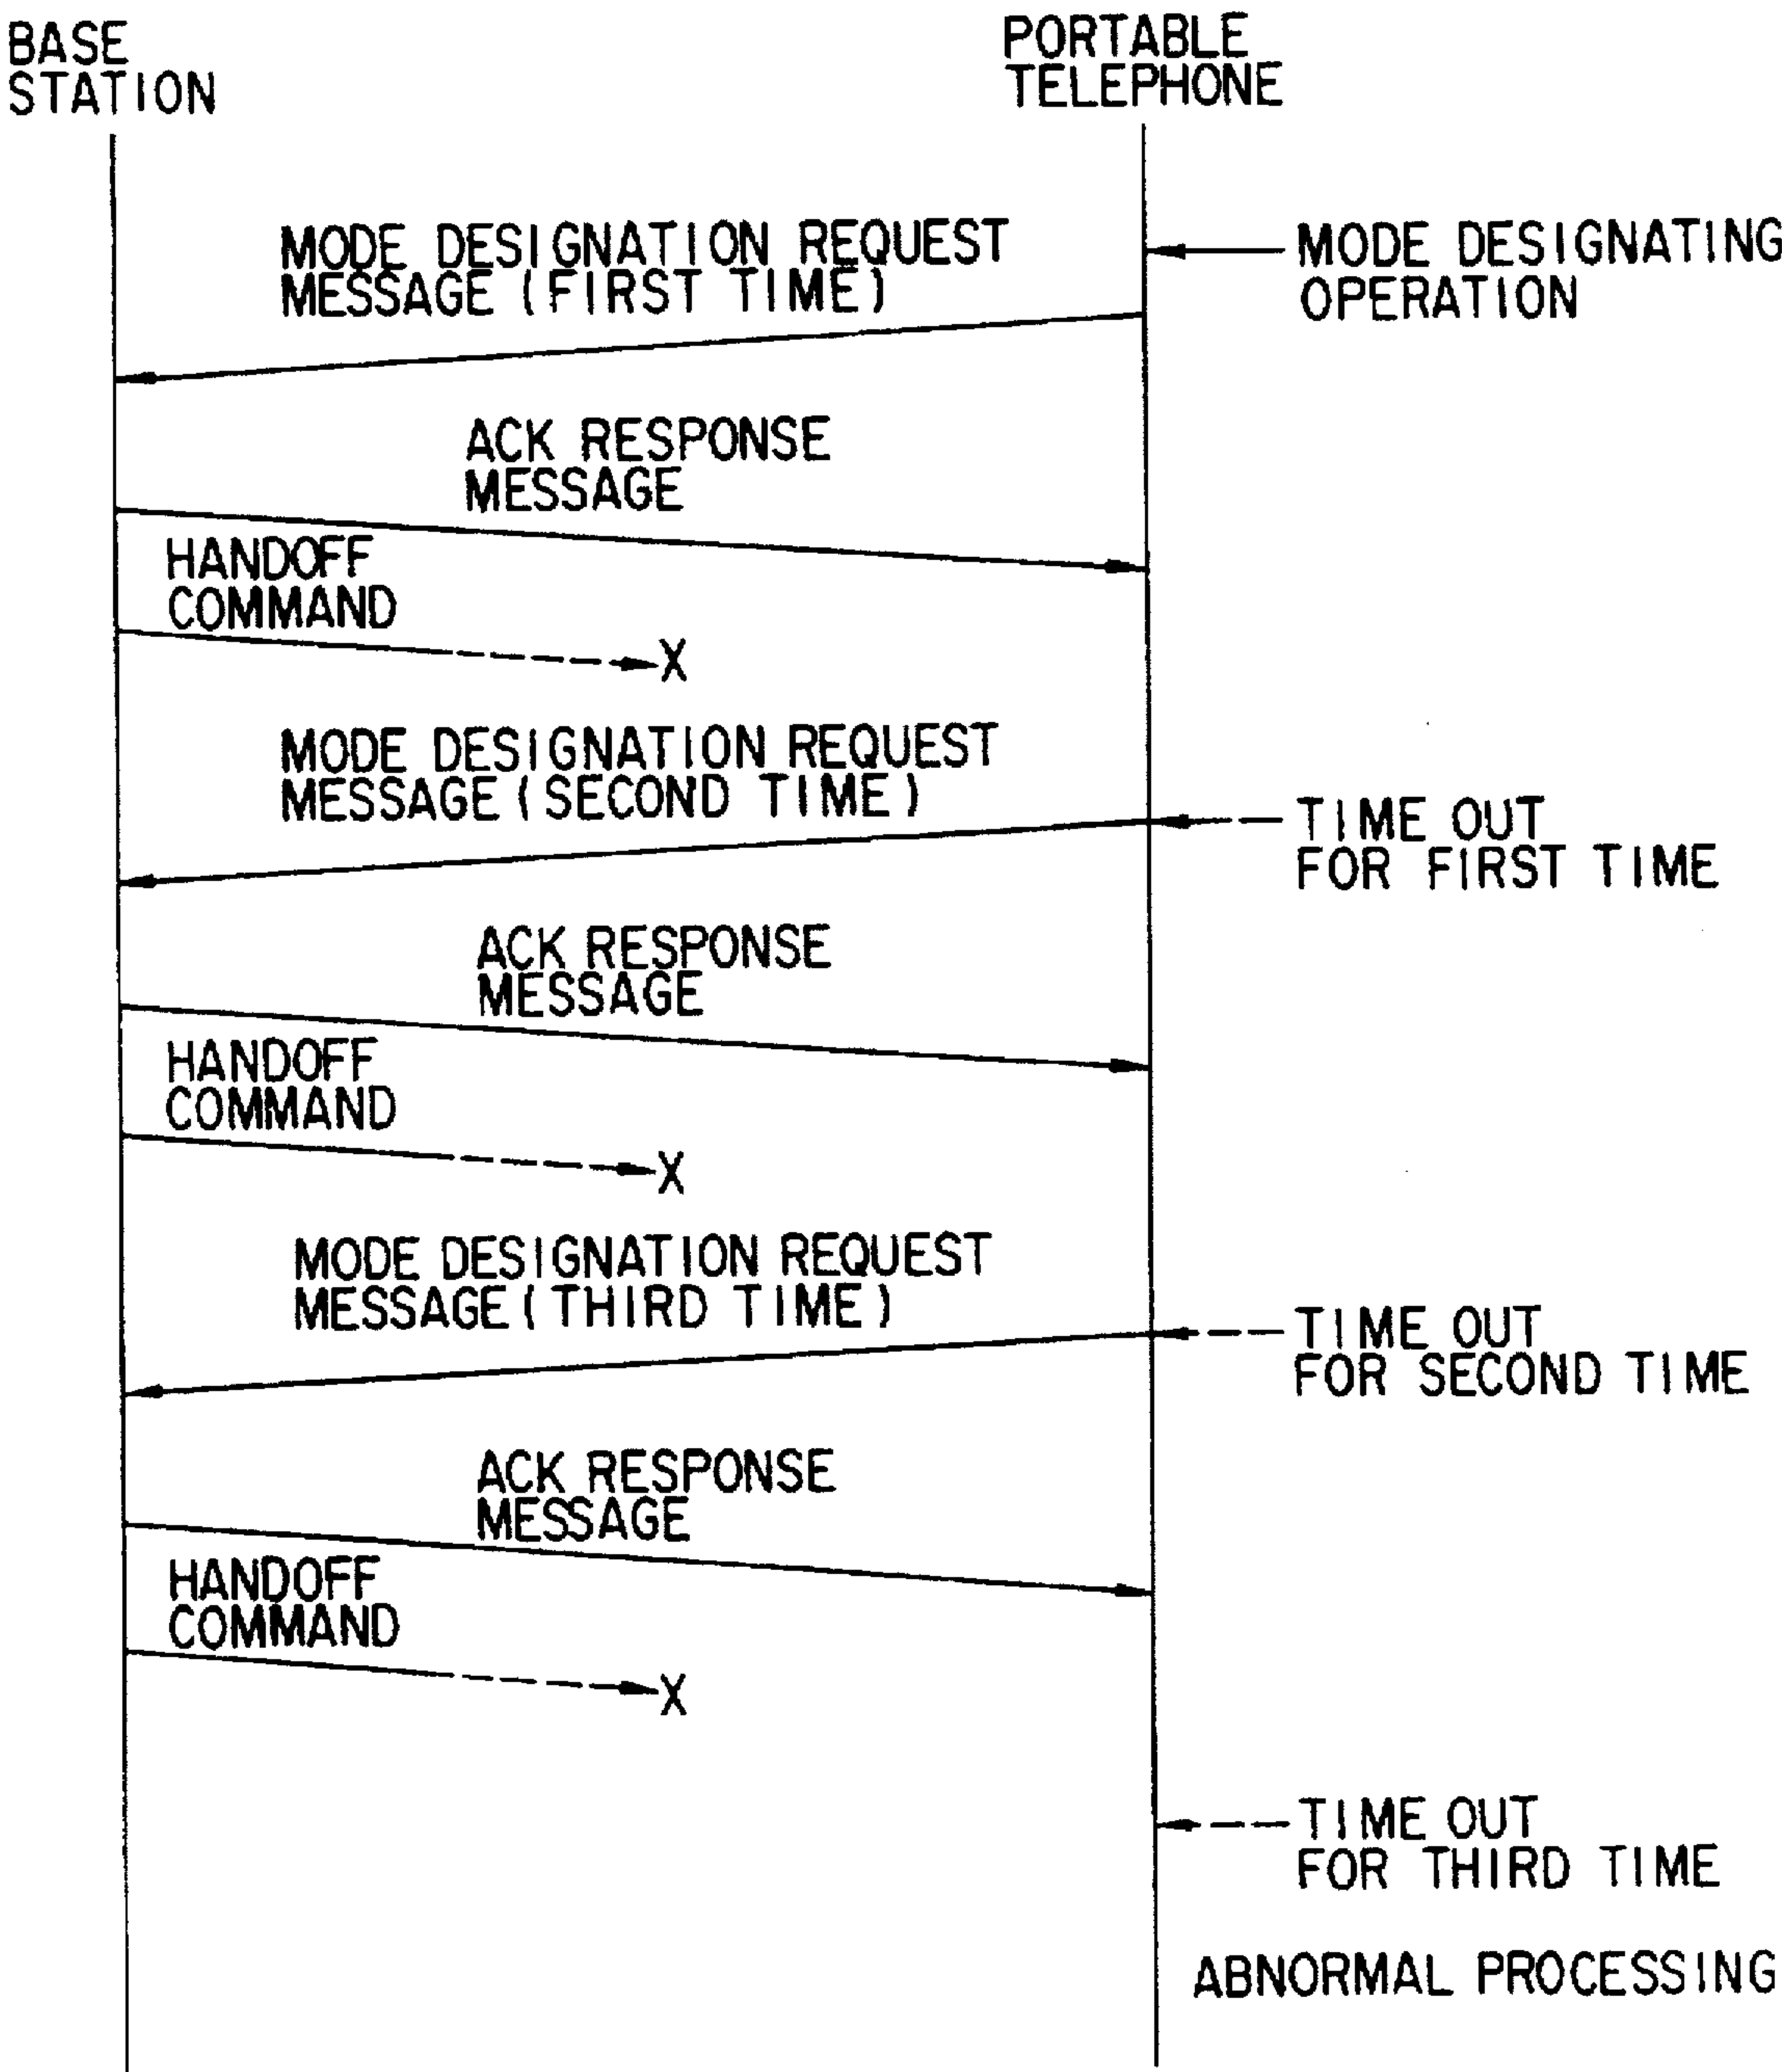 BASE
STATION
PORTABLE
TELEPHONE
MODE DESIGNATION REQUEST
MESSAGE (FIRST TIME)
MODE DESIGNATING
OPERATION
ACK RESPONSE
MESSAGE
HANDOFF
COMMAND
X
MODE DESIGNATION REQUEST
MESSAGE (SECOND TIME)
TIME OUT
FOR FIRST TIME
ACK RESPONSE
MESSAGE
HANDOFF
COMMAND
X
MODE DESIGNATION REQUEST
MESSAGE (THIRD TIME)
TIME OUT
FOR SECOND TIME
ACK RESPONSE
MESSAGE
HANDOFF
COMMAND
X
TIME OUT
FOR THIRD TIME
ABNORMAL PROCESSING